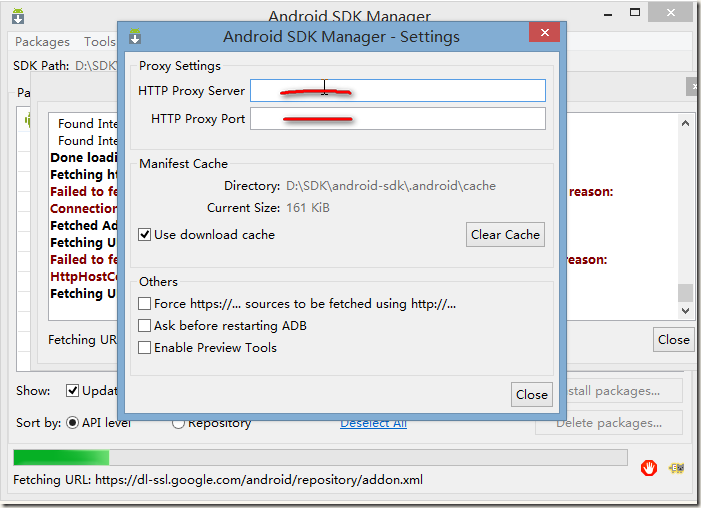 Android SDK Manager
Packages Tools
Android SDK Manager - Settings
SDK Path: D:\SDK
Proxy Settings
HTTP Proxy Server
HTTP Proxy Port
Found Inte
Found Inte
Done loadi
Fetching ht
Failed to fe reason:
Connection
Fetched Ad
Fetching U
Failed to fe reason:
HttpHostCo
Fetching U
Manifest Cache
Directory: D:\SDK\android-sdk\.android\cache
Current Size: 161 KiB
Use download cache Clear Cache
Others
Force https://... sources to be fetched using http://...
Ask before restarting ADB
Enable Preview Tools
Close
Fetching UR Close
Show: Updat stall packages...
Sort by: API level Repository Deselect All Delete packages...
Fetching URL: https://dl-ssl.google.com/android/repository/addon.xml